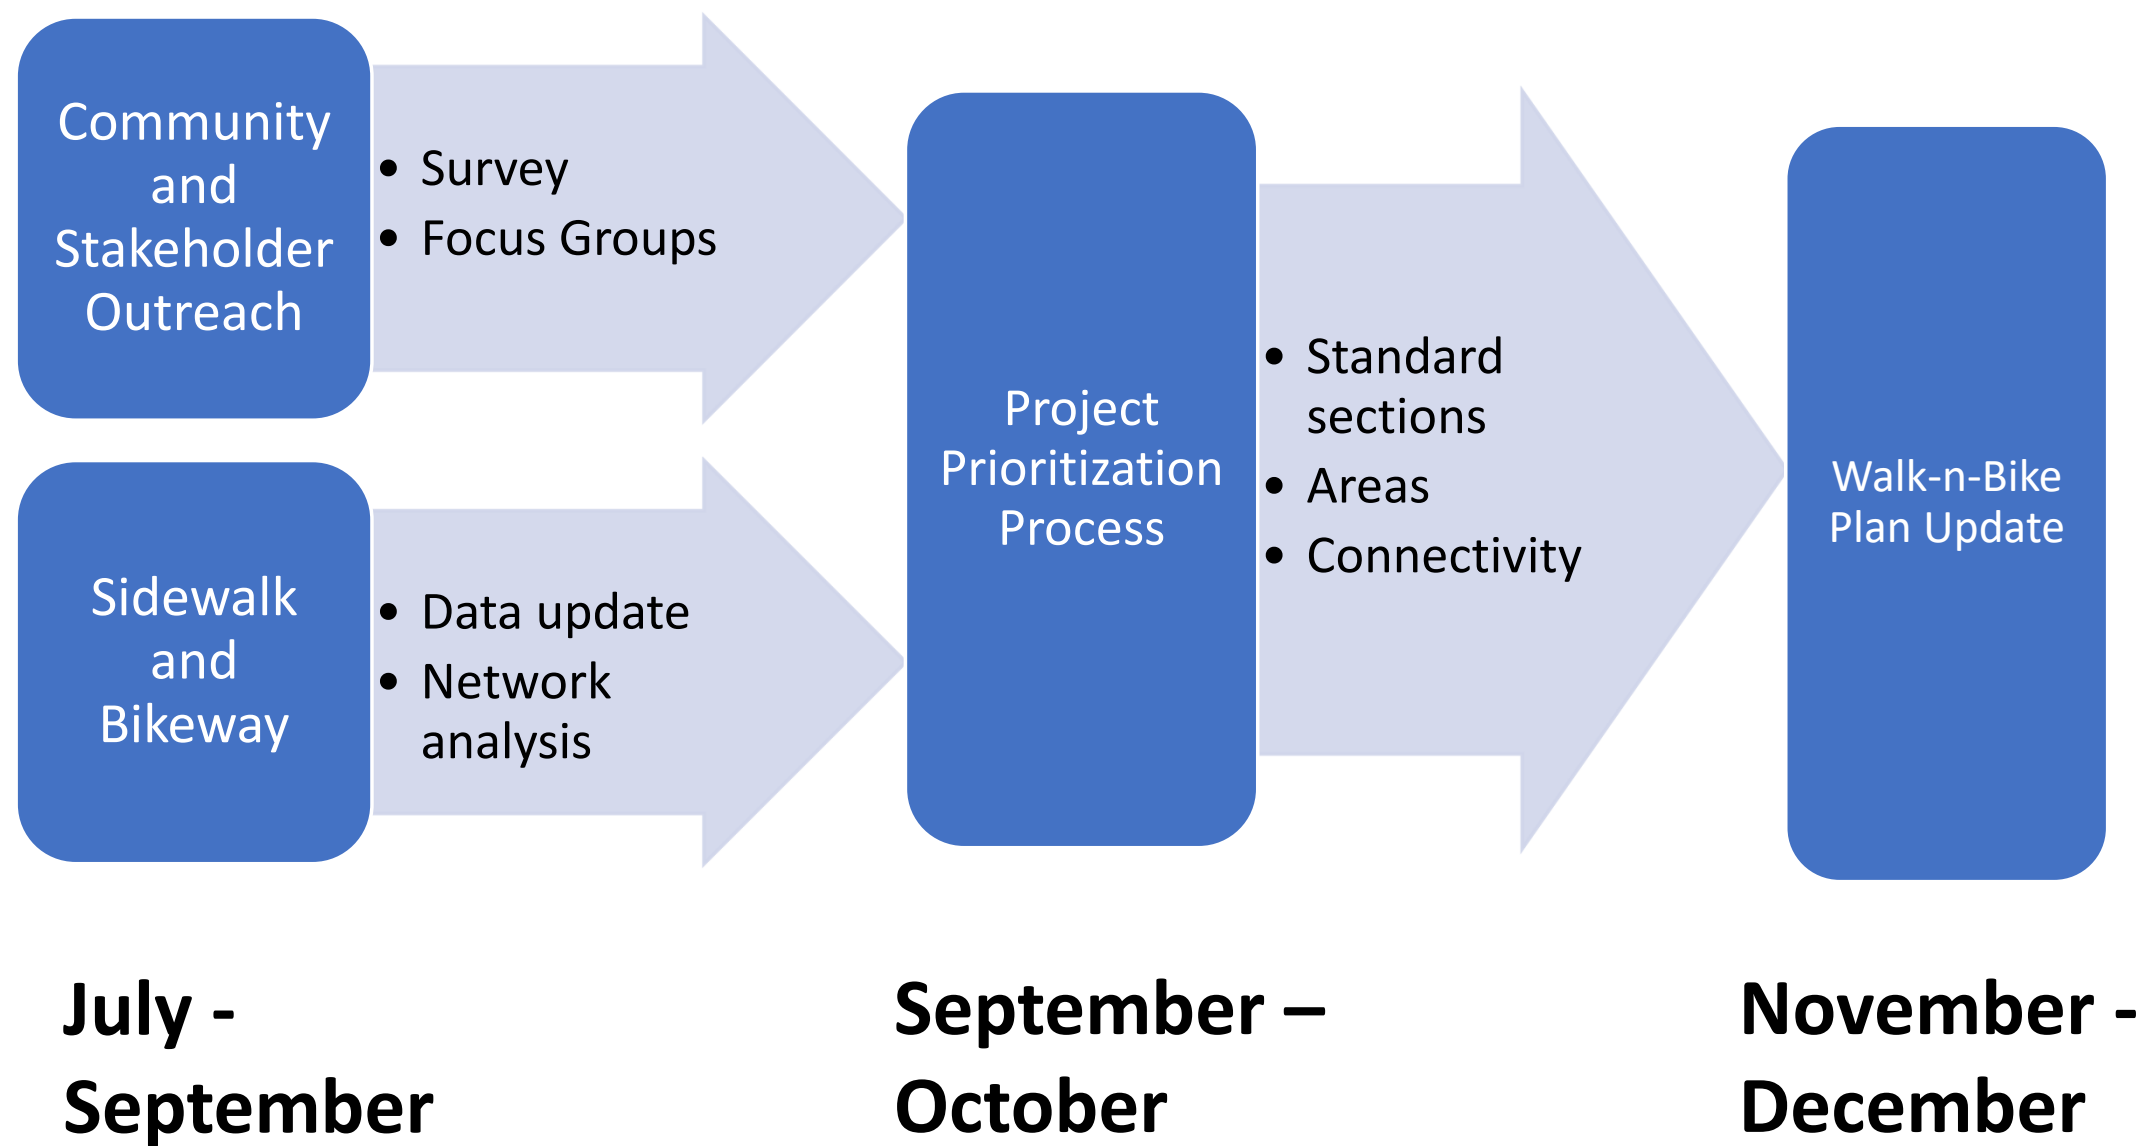 Community
and
Stakeholder
Outreach
• Survey
• Focus Groups
Sidewalk
and
Bikeway
• Data update
• Network
analysis
Project
Prioritization
Process
• Standard
sections
• Areas
• Connectivity
Walk-n-Bike
Plan Update
July -
September
September –
October
November -
December